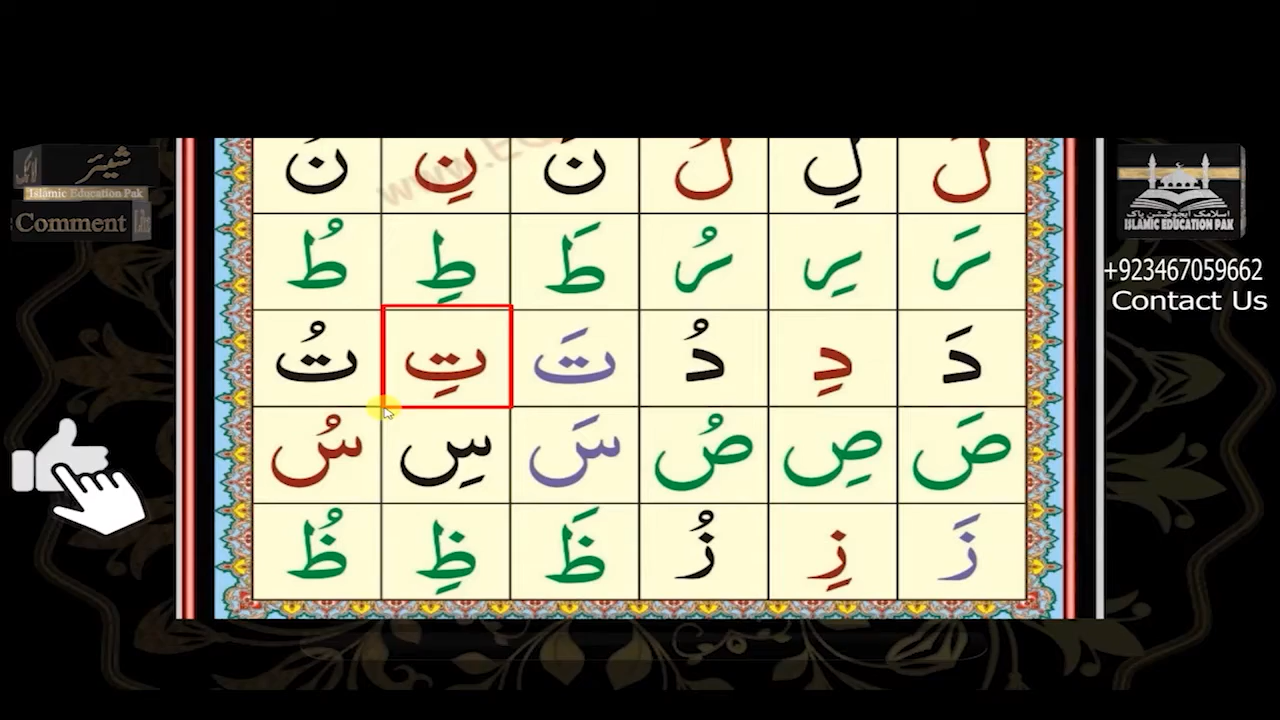 لَ لِ لُ نَ نِ نُ
رَ رِ رُ طَ طِ طُ
دَ دِ دُ تَ تِ تُ
صَ صِ صُ سَ سِ سُ
زَ زِ زُ ظَ ظِ ظُ
شیئر
Islamic Education Pak
Comment
اسلامک ایجوکیشن پاک
ISLAMIC EDUCATION PAK
+923467059662
Contact Us